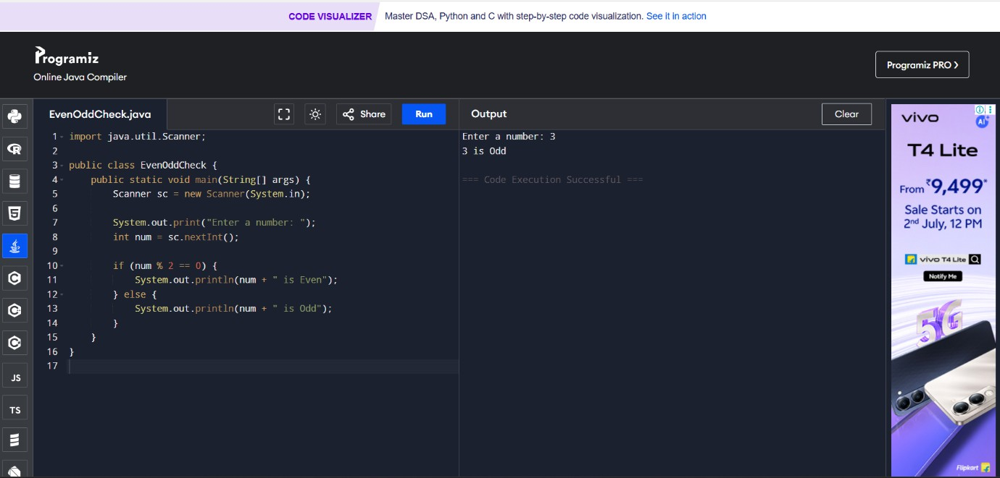 CODE VISUALIZER Master DSA, Python and C with step-by-step code visualization. See it in action
Programiz
Online Java Compiler
Programiz PRO >
EvenOddCheck.java
Share
Run
Output
Clear
1 import java.util.Scanner;
2
3 public class EvenOddCheck {
4     public static void main(String[] args) {
5         Scanner sc = new Scanner(System.in);
6
7         System.out.print("Enter a number: ");
8         int num = sc.nextInt();
9
10         if (num % 2 == 0) {
11             System.out.println(num + " is Even");
12         } else {
13             System.out.println(num + " is Odd");
14         }
15     }
16 }
17
Enter a number: 3
3 is Odd
=== Code Execution Successful ===
JS
TS
vivo
AI
T4 Lite
From ₹9,499*
Sale Starts on
2nd July, 12 PM
vivo T4 Lite
Notify Me
5G
Flipkart